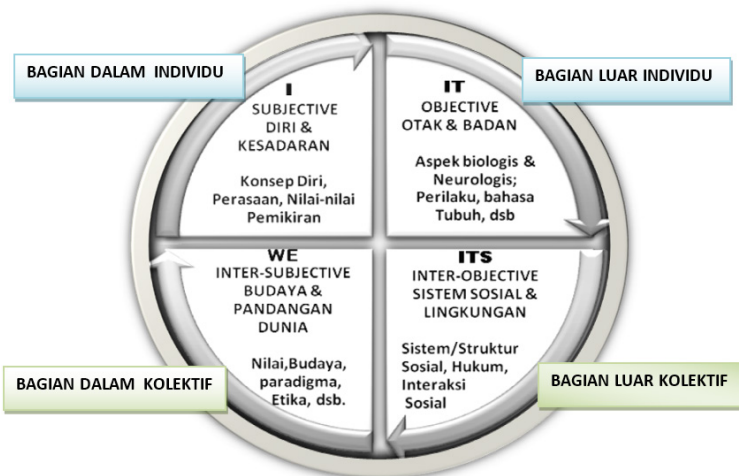 BAGIAN DALAM INDIVIDU
I
SUBJECTIVE
DIRI &
KESADARAN
Konsep Diri,
Perasaan, Nilai-nilai
Pemikiran
BAGIAN LUAR INDIVIDU
IT
OBJECTIVE
OTAK & BADAN
Aspek biologis &
Neurologis;
Perilaku, bahasa
Tubuh, dsb
BAGIAN DALAM KOLEKTIF
WE
INTER-SUBJECTIVE
BUDAYA &
PANDANGAN
DUNIA
Nilai,Budaya,
paradigma,
Etika, dsb.
BAGIAN LUAR KOLEKTIF
ITS
INTER-OBJECTIVE
SISTEM SOSIAL &
LINGKUNGAN
Sistem/Struktur
Sosial, Hukum,
Interaksi
Sosial